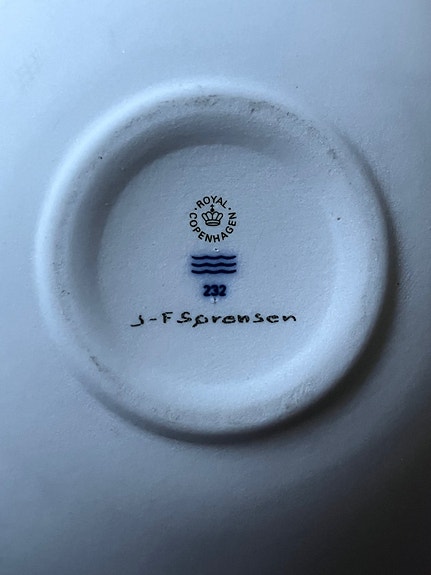 ROYAL
COPENHAGEN
232
J-F Sørensen